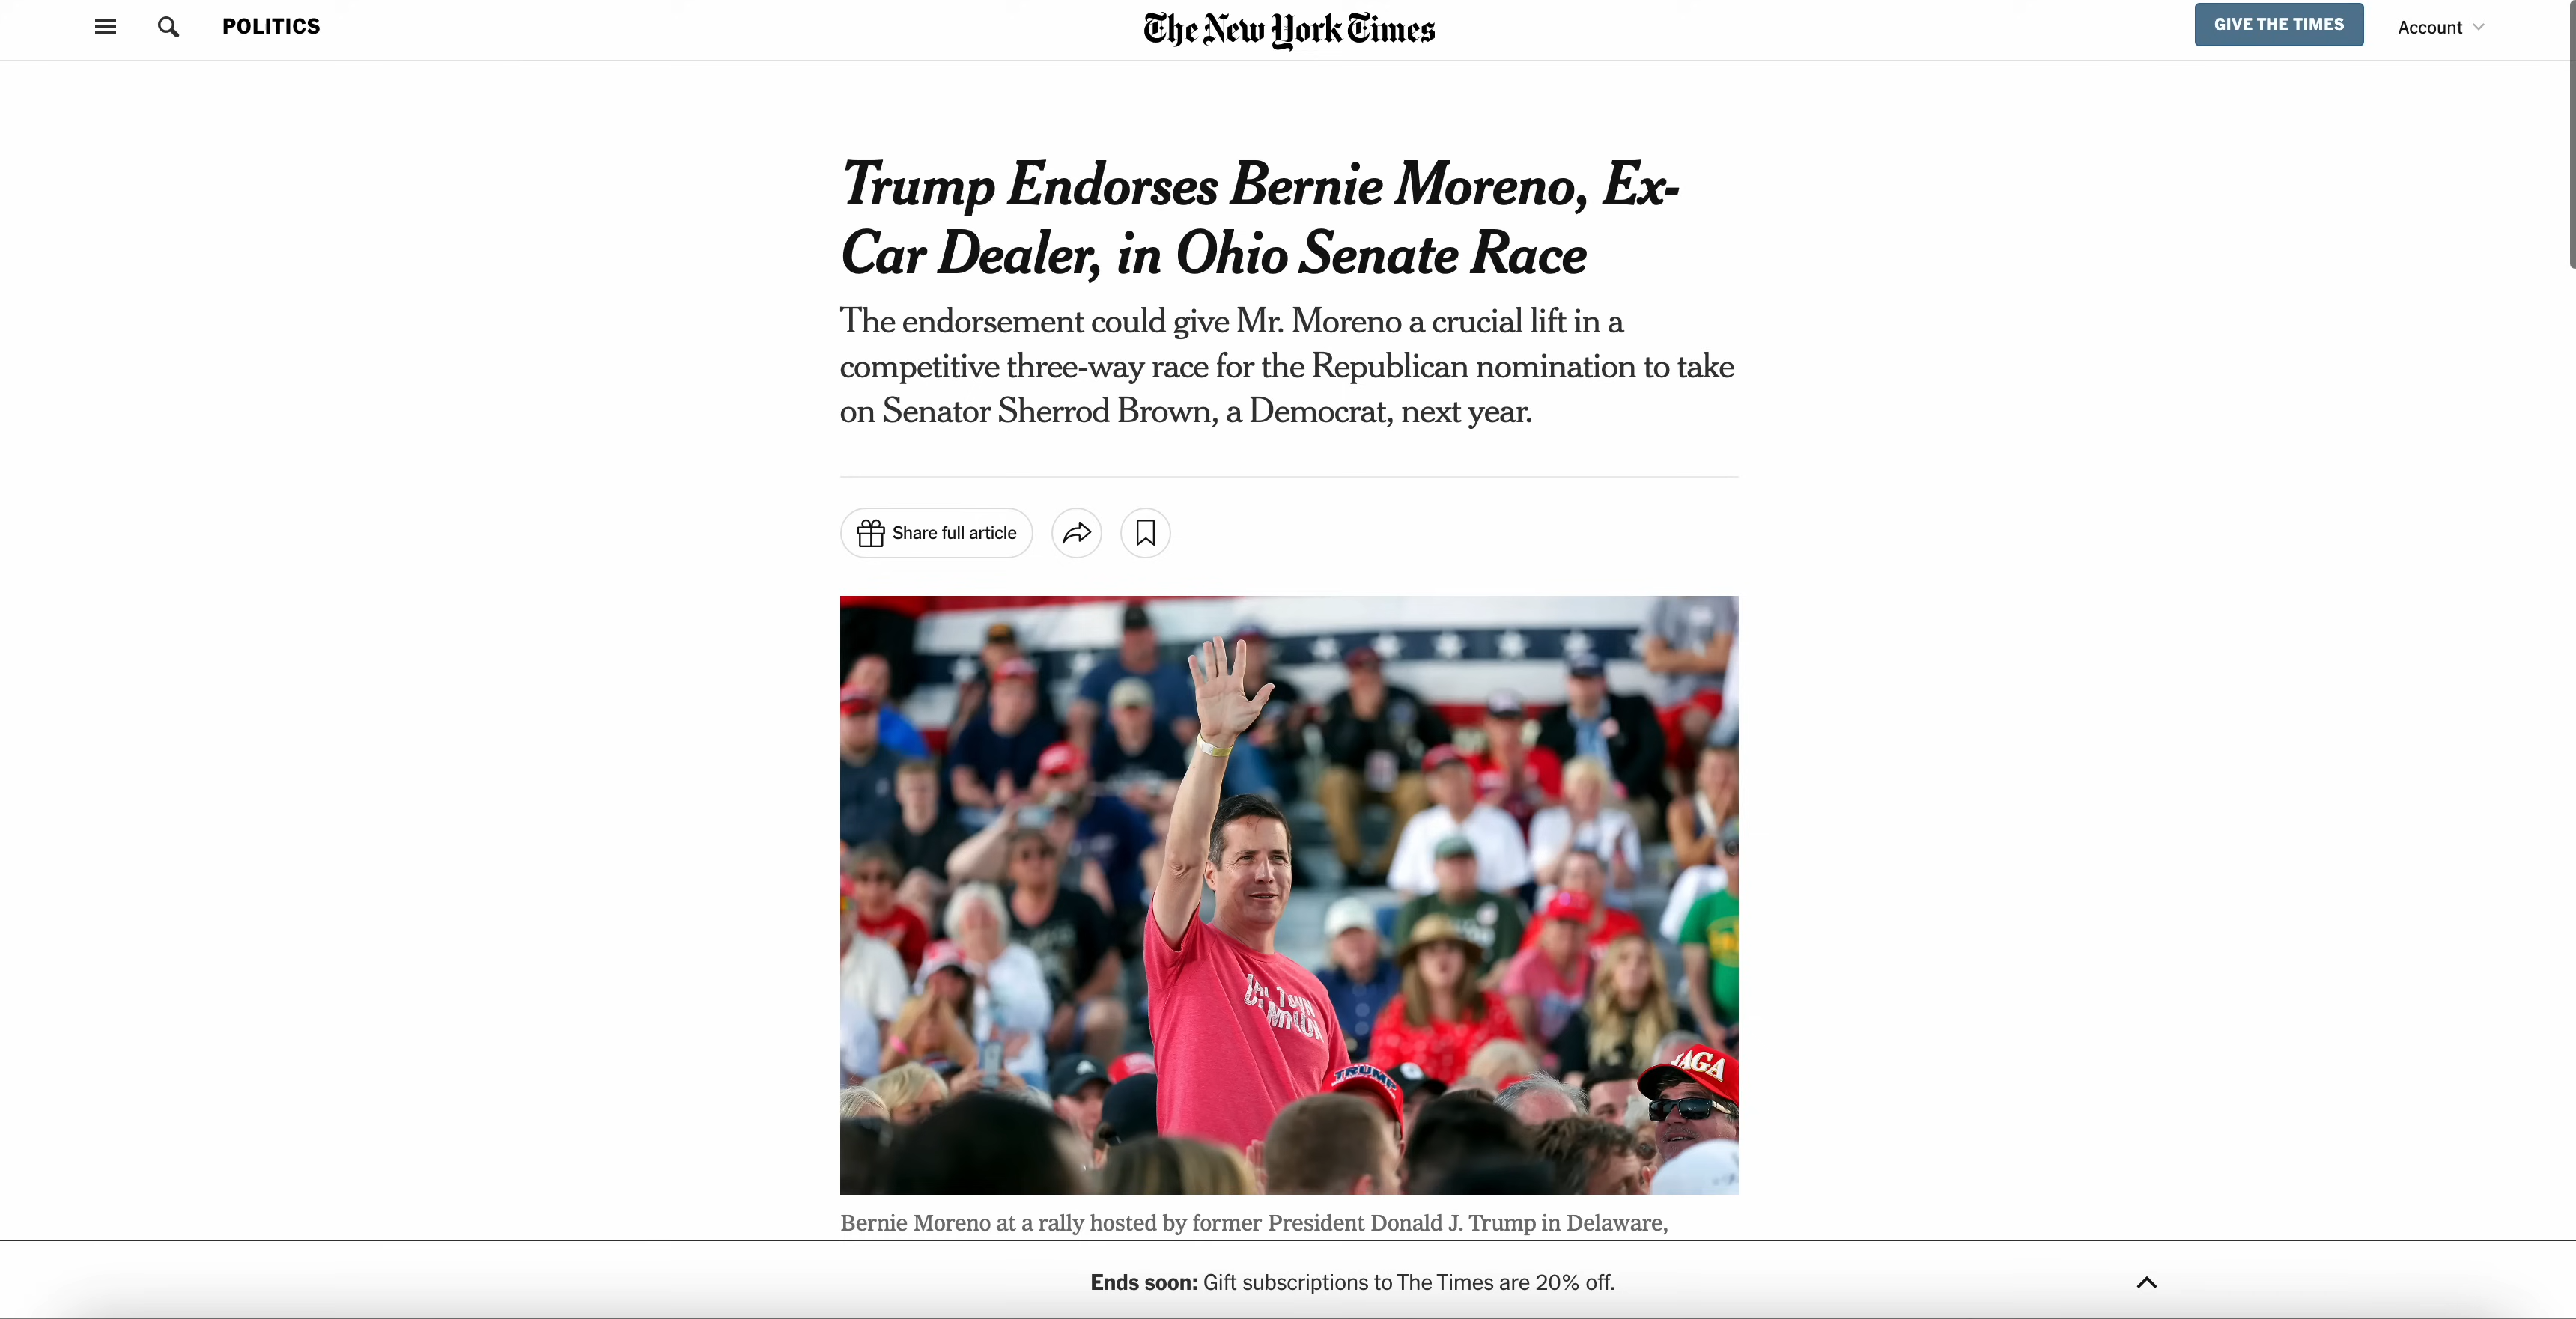 POLITICS
The New York Times
GIVE THE TIMES
Account
Trump Endorses Bernie Moreno, Ex-
Car Dealer, in Ohio Senate Race
The endorsement could give Mr. Moreno a crucial lift in a
competitive three-way race for the Republican nomination to take
on Senator Sherrod Brown, a Democrat, next year.
Share full article
TRUMP
Bernie Moreno at a rally hosted by former President Donald J. Trump in Delaware,
Ends soon: Gift subscriptions to The Times are 20% off.